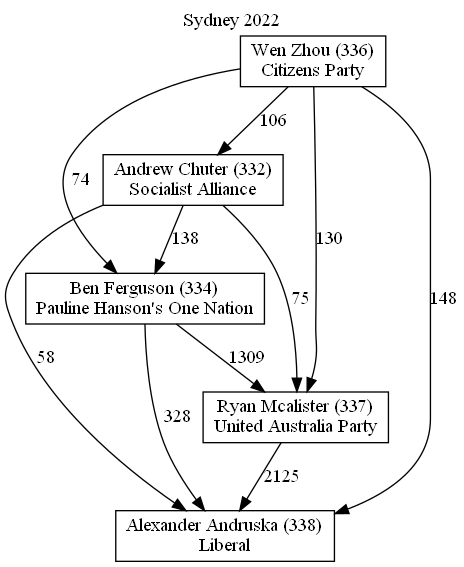 Sydney 2022
Wen Zhou (336)
Citizens Party
106
Andrew Chuter (332)
Socialist Alliance
74
138
130
Ben Ferguson (334)
Pauline Hanson's One Nation
75
148
58
1309
328
Ryan Mcalister (337)
United Australia Party
2125
Alexander Andruska (338)
Liberal